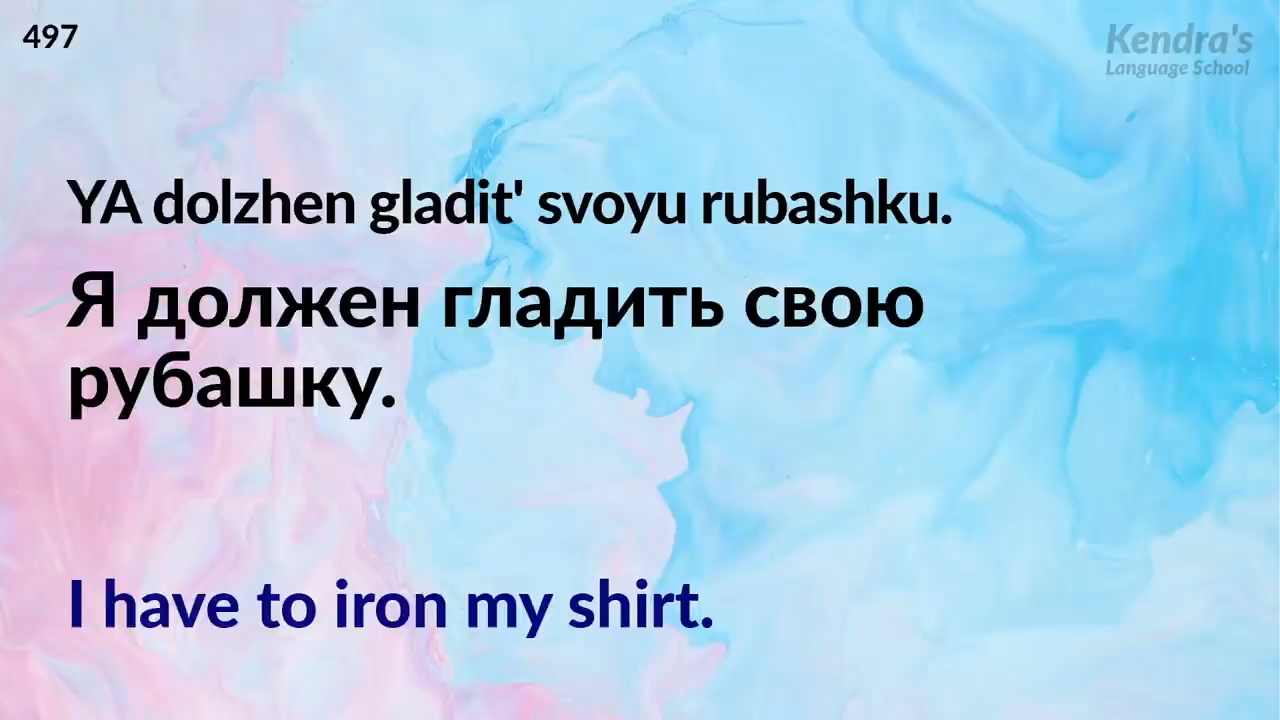 497
Kendra's
Language School
YA dolzhen gladit' svoyu rubashku.
Я должен гладить свою
рубашку.
I have to iron my shirt.